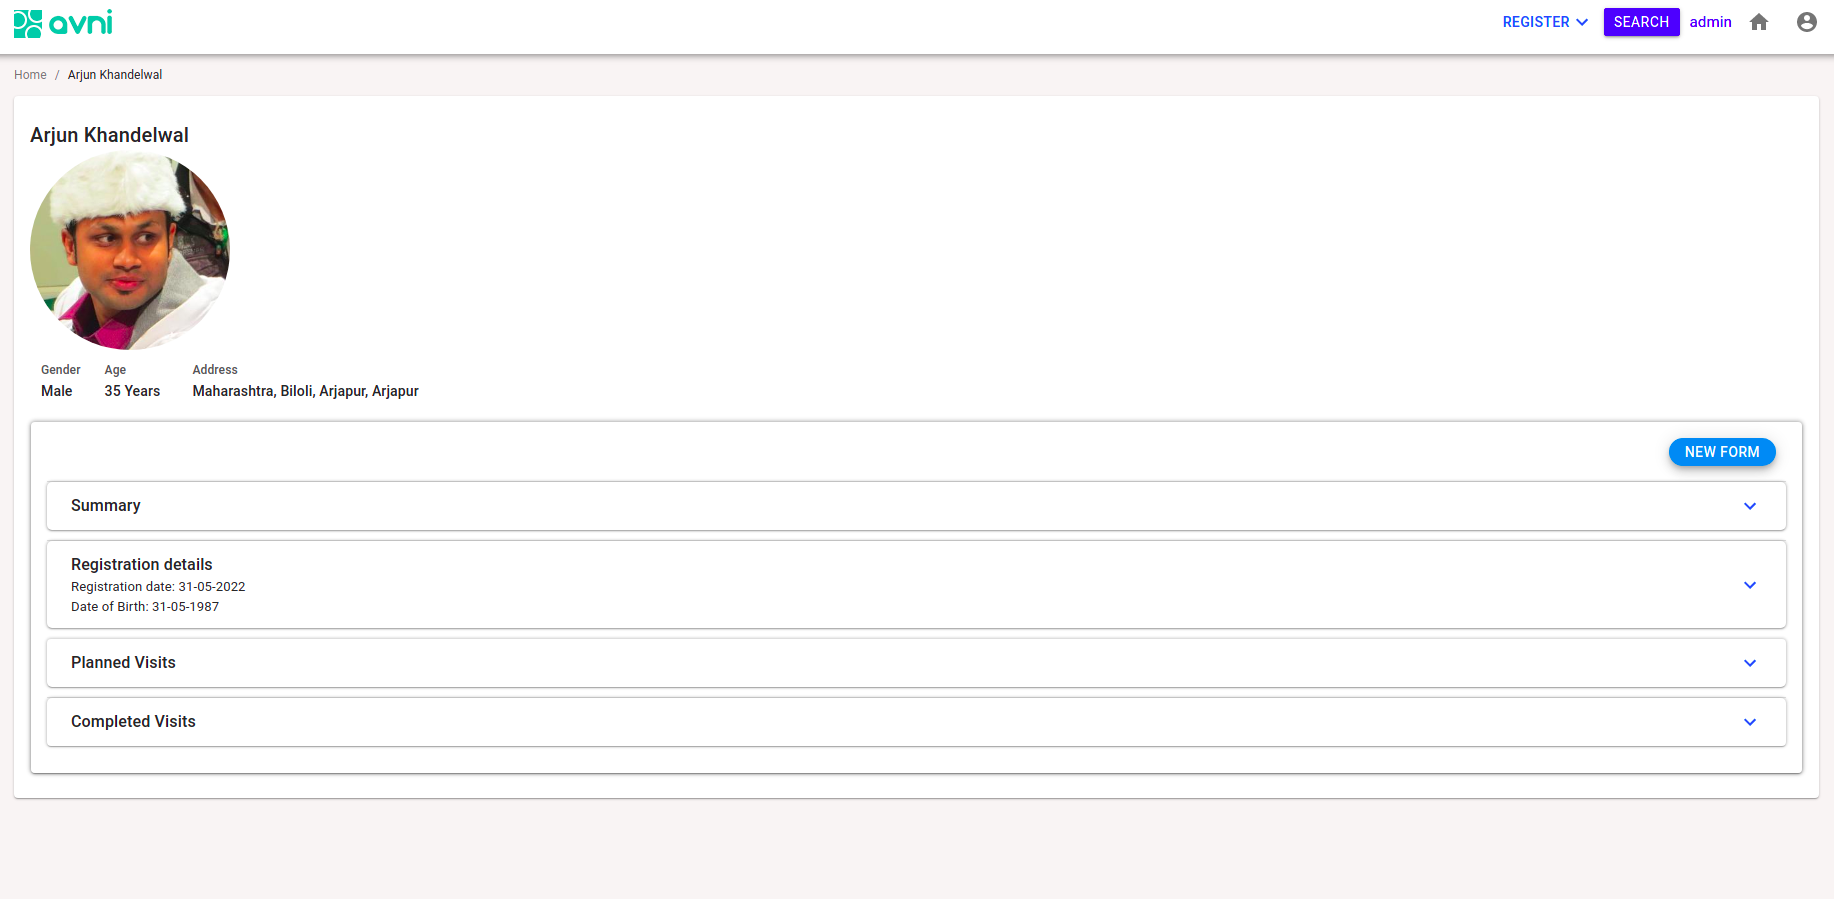 avni
REGISTER SEARCH admin
Home / Arjun Khandelwal
Arjun Khandelwal
Gender Age Address
Male 35 Years Maharashtra, Biloli, Arjapur, Arjapur
NEW FORM
Summary
Registration details
Registration date: 31-05-2022
Date of Birth: 31-05-1987
Planned Visits
Completed Visits